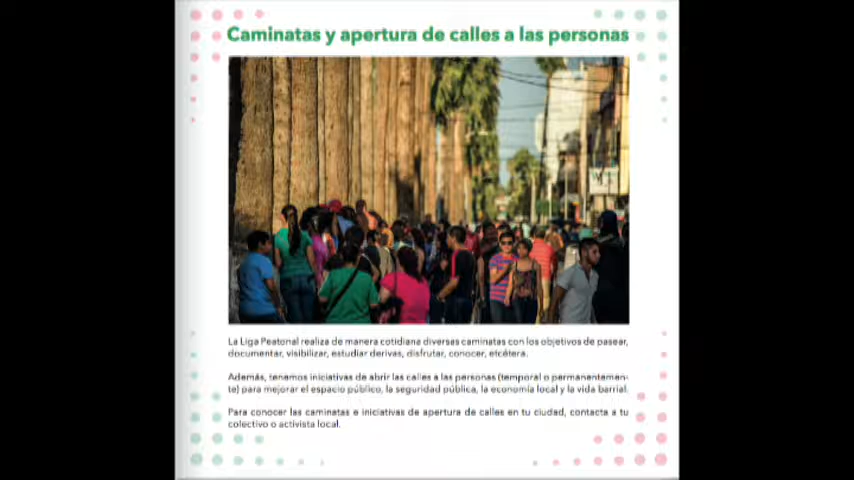 Caminatas y apertura de calles a las personas
La Liga Peatonal realiza de manera cotidiana diversas caminatas con los objetivos de pasear,
documentar, visibilizar, estudiar derivas, disfrutar, conocer, etcétera.
Además, tenemos iniciativas de abrir las calles a las personas (temporal o permanentemen-
te) para mejorar el espacio público, la seguridad pública, la economía local y la vida barrial.
Para conocer las caminatas e iniciativas de apertura de calles en tu ciudad, contacta a tu
colectivo o activista local.